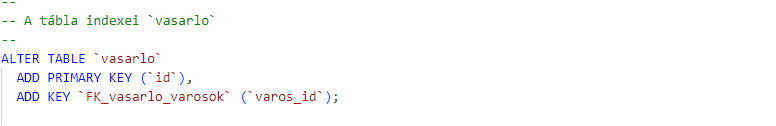 --
-- A tábla indexei `vasarlo`
--
ALTER TABLE `vasarlo`
  ADD PRIMARY KEY (`id`),
  ADD KEY `FK_vasarlo_varosok` (`varos_id`);